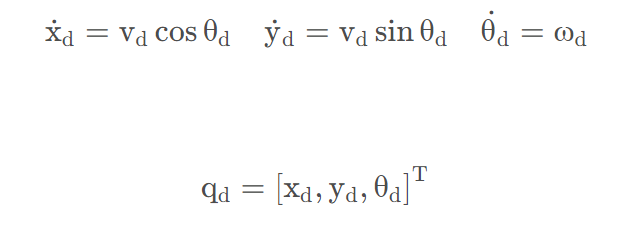 ẋ_d = v_d cos θ_d   ẏ_d = v_d sin θ_d   θ̇_d = ω_d
q_d = [x_d, y_d, θ_d]^T